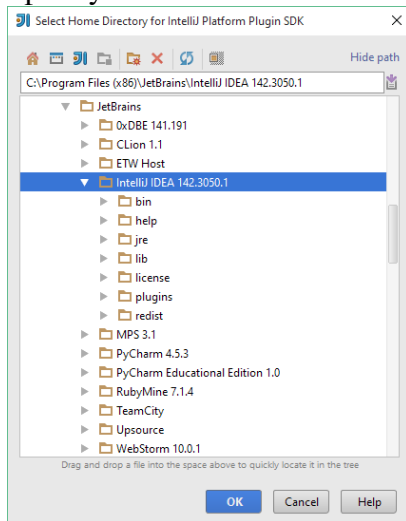 Select Home Directory for IntelliJ Platform Plugin SDK
Hide path
C:\Program Files (x86)\JetBrains\IntelliJ IDEA 142.3050.1
JetBrains
0xDBE 141.191
CLion 1.1
ETW Host
IntelliJ IDEA 142.3050.1
bin
help
jre
lib
license
plugins
redist
MPS 3.1
PyCharm 4.5.3
PyCharm Educational Edition 1.0
RubyMine 7.1.4
TeamCity
Upsource
WebStorm 10.0.1
Drag and drop a file into the space above to quickly locate it in the tree
OK Cancel Help